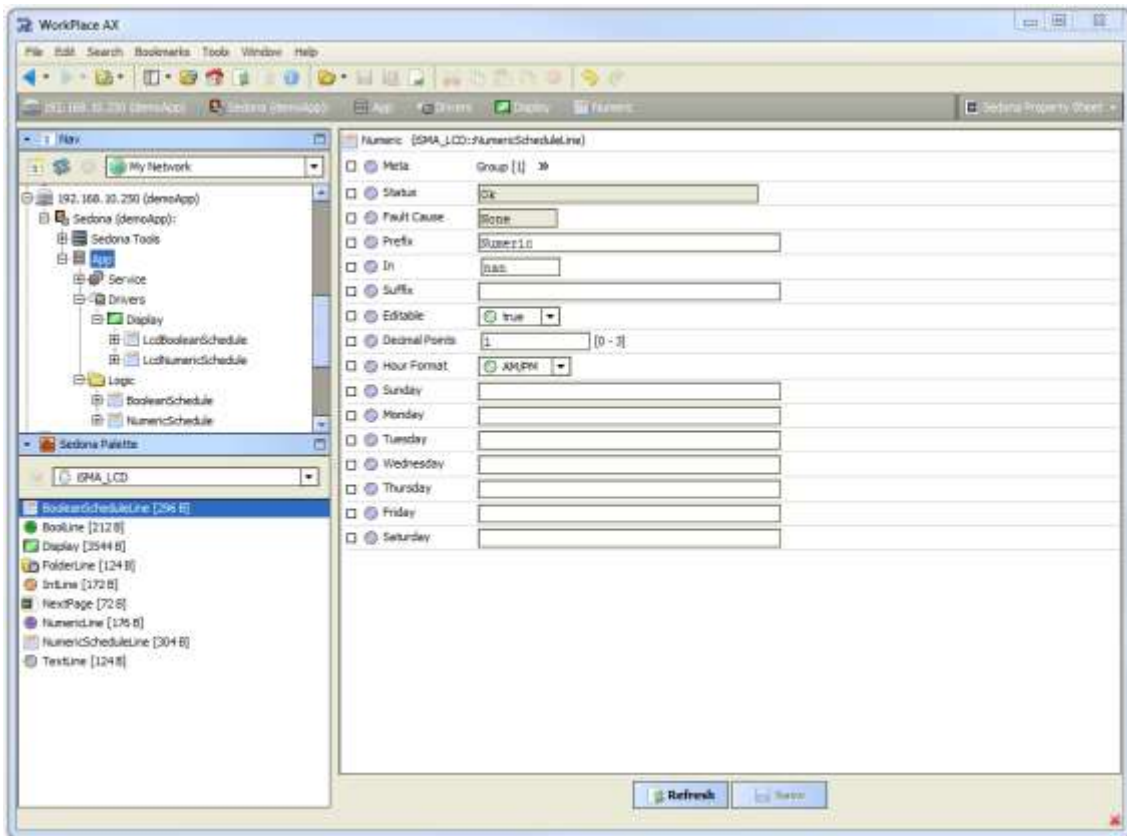 WorkPlace AX
File Edit Search Bookmarks Tools Window Help
192.168.10.250 (demoApp) Sedona (demoApp) App Drivers Display Numeric Sedona Property Sheet
Nav
My Network
192.168.10.250 (demoApp)
Sedona (demoApp):
Sedona Tools
App
Service
Drivers
Display
LcdBooleanSchedule
LcdNumericSchedule
Logic
BooleanSchedule
NumericSchedule
Sedona Palette
iSMA_LCD
BooleanScheduleLine [296 B]
BoolLine [212 B]
Display [3544 B]
FolderLine [124 B]
IntLine [172 B]
NextPage [72 B]
NumericLine [176 B]
NumericScheduleLine [304 B]
TextLine [124 B]
Numeric (iSMA_LCD::NumericScheduleLine)
Meta Group [1] »
Status Ok
Fault Cause None
Prefix Numeric
In nan
Suffix
Editable true
Decimal Points 1 [0 - 3]
Hour Format AM/PM
Sunday
Monday
Tuesday
Wednesday
Thursday
Friday
Saturday
Refresh Save